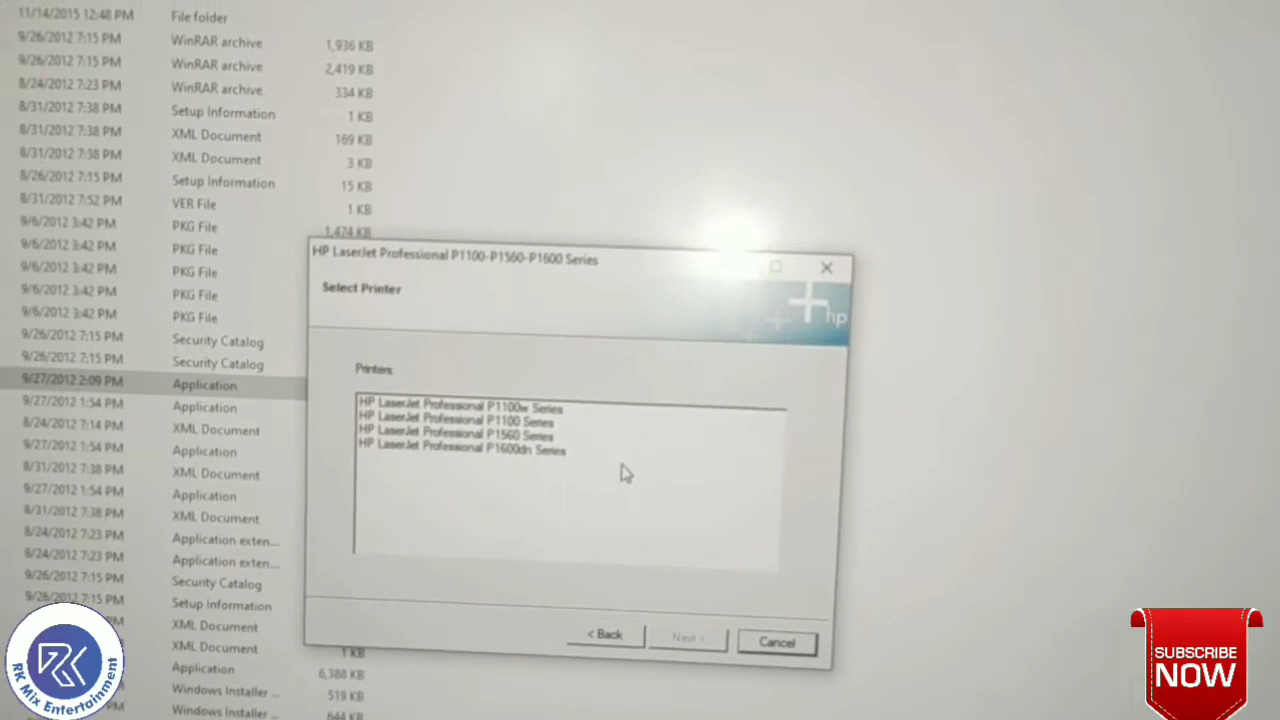 11/14/2015 12:48 PM File folder
9/26/2012 7:15 PM WinRAR archive 1,936 KB
9/26/2012 7:15 PM WinRAR archive 2,419 KB
8/24/2012 7:23 PM WinRAR archive 334 KB
8/31/2012 7:38 PM Setup Information 1 KB
8/31/2012 7:38 PM XML Document 169 KB
8/31/2012 7:38 PM XML Document 3 KB
8/26/2012 7:15 PM Setup Information 15 KB
8/31/2012 7:52 PM VER File 1 KB
9/6/2012 3:42 PM PKG File 1,474 KB
9/6/2012 3:42 PM PKG File
9/6/2012 3:42 PM PKG File
9/6/2012 3:42 PM PKG File
9/6/2012 3:42 PM PKG File
9/26/2012 7:15 PM Security Catalog
9/26/2012 7:15 PM Security Catalog
9/27/2012 2:09 PM Application
9/27/2012 1:54 PM Application
8/24/2012 7:14 PM XML Document
9/27/2012 1:54 PM Application
8/31/2012 7:38 PM XML Document
9/27/2012 1:54 PM Application
8/31/2012 7:38 PM XML Document
8/24/2012 7:23 PM Application exten...
8/24/2012 7:23 PM Application exten...
9/26/2012 7:15 PM Security Catalog
9/26/2012 7:15 PM Setup Information
PM XML Document
XML Document 1 KB
Application 6,388 KB
Windows Installer ... 519 KB
PM Windows Installer ... 644 KB
HP LaserJet Professional P1100-P1560-P1600 Series
Select Printer
hp
Printers:
HP LaserJet Professional P1100w Series
HP LaserJet Professional P1100 Series
HP LaserJet Professional P1560 Series
HP LaserJet Professional P1600dn Series
< Back Next > Cancel
RK
RK Mix Entertainment
SUBSCRIBE
NOW